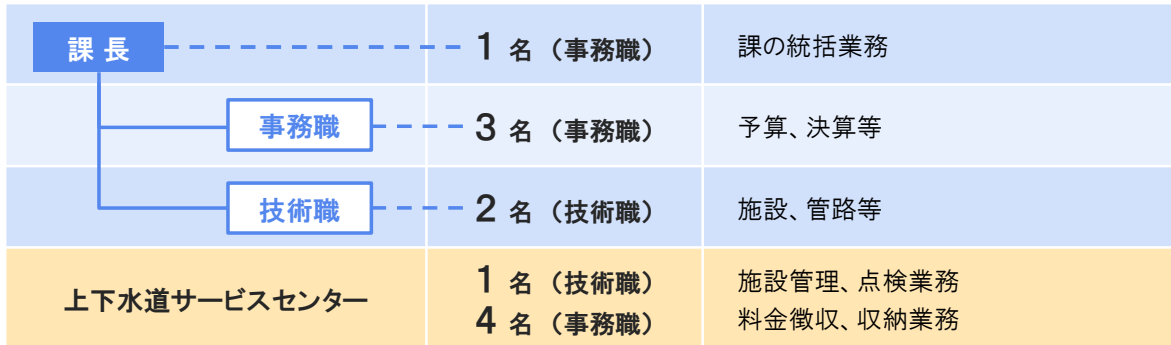 課長
1 名 （事務職）
課の統括業務
事務職
3 名 （事務職）
予算、決算等
技術職
2 名 （技術職）
施設、管路等
上下水道サービスセンター
1 名 （技術職）
施設管理、点検業務
4 名 （事務職）
料金徴収、収納業務